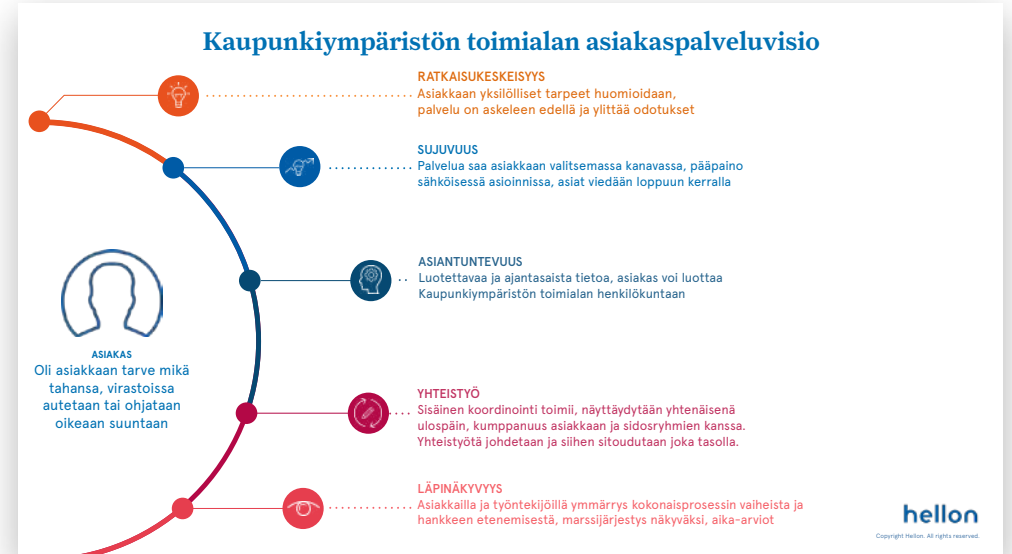 Kaupunkiympäristön toimialan asiakaspalveluvisio
RATKAISUKESKEISYYS
Asiakkaan yksilölliset tarpeet huomioidaan,
palvelu on askeleen edellä ja ylittää odotukset
SUJUVUUS
Palvelua saa asiakkaan valitsemassa kanavassa, pääpaino
sähköisessä asioinnissa, asiat viedään loppuun kerralla
ASIANTUNTEVUUS
Luotettavaa ja ajantasaista tietoa, asiakas voi luottaa
Kaupunkiympäristön toimialan henkilökuntaan
ASIAKAS
Oli asiakkaan tarve mikä
tahansa, virastoissa
autetaan tai ohjataan
oikeaan suuntaan
YHTEISTYÖ
Sisäinen koordinointi toimii, näyttäydytään yhtenäisenä
ulospäin, kumppanuus asiakkaan ja sidosryhmien kanssa.
Yhteistyötä johdetaan ja siihen sitoudutaan joka tasolla.
LÄPINÄKYVYYS
Asiakkailla ja työntekijöillä ymmärrys kokonaisprosessin vaiheista ja
hankkeen etenemisestä, marssijärjestys näkyväksi, aika-arviot
hellon
Copyright Hellon. All rights reserved.